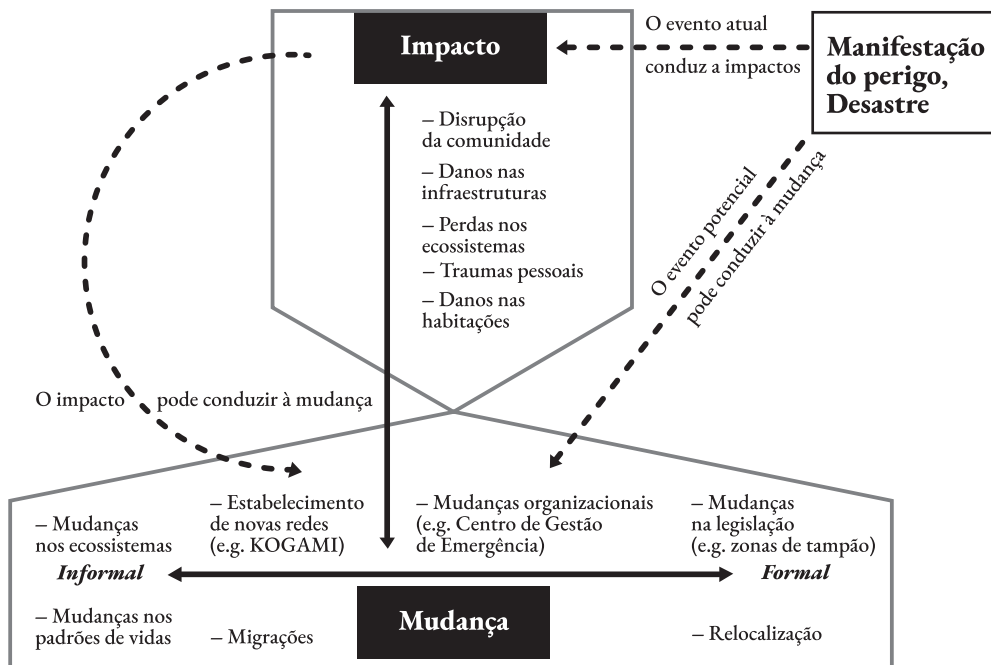 Impacto
O evento atual
conduz a impactos
Manifestação
do perigo,
Desastre
– Disrupção
da comunidade
– Danos nas
infraestruturas
– Perdas nos
ecossistemas
– Traumas pessoais
– Danos nas
habitações
O evento potencial
pode conduzir à mudança
O impacto pode conduzir à mudança
– Mudanças
nos ecossistemas
– Estabelecimento
de novas redes
(e.g. KOGAMI)
– Mudanças organizacionais
(e.g. Centro de Gestão
de Emergência)
– Mudanças
na legislação
(e.g. zonas de tampão)
Informal
Formal
– Mudanças nos
padrões de vidas
– Migrações
Mudança
– Relocalização